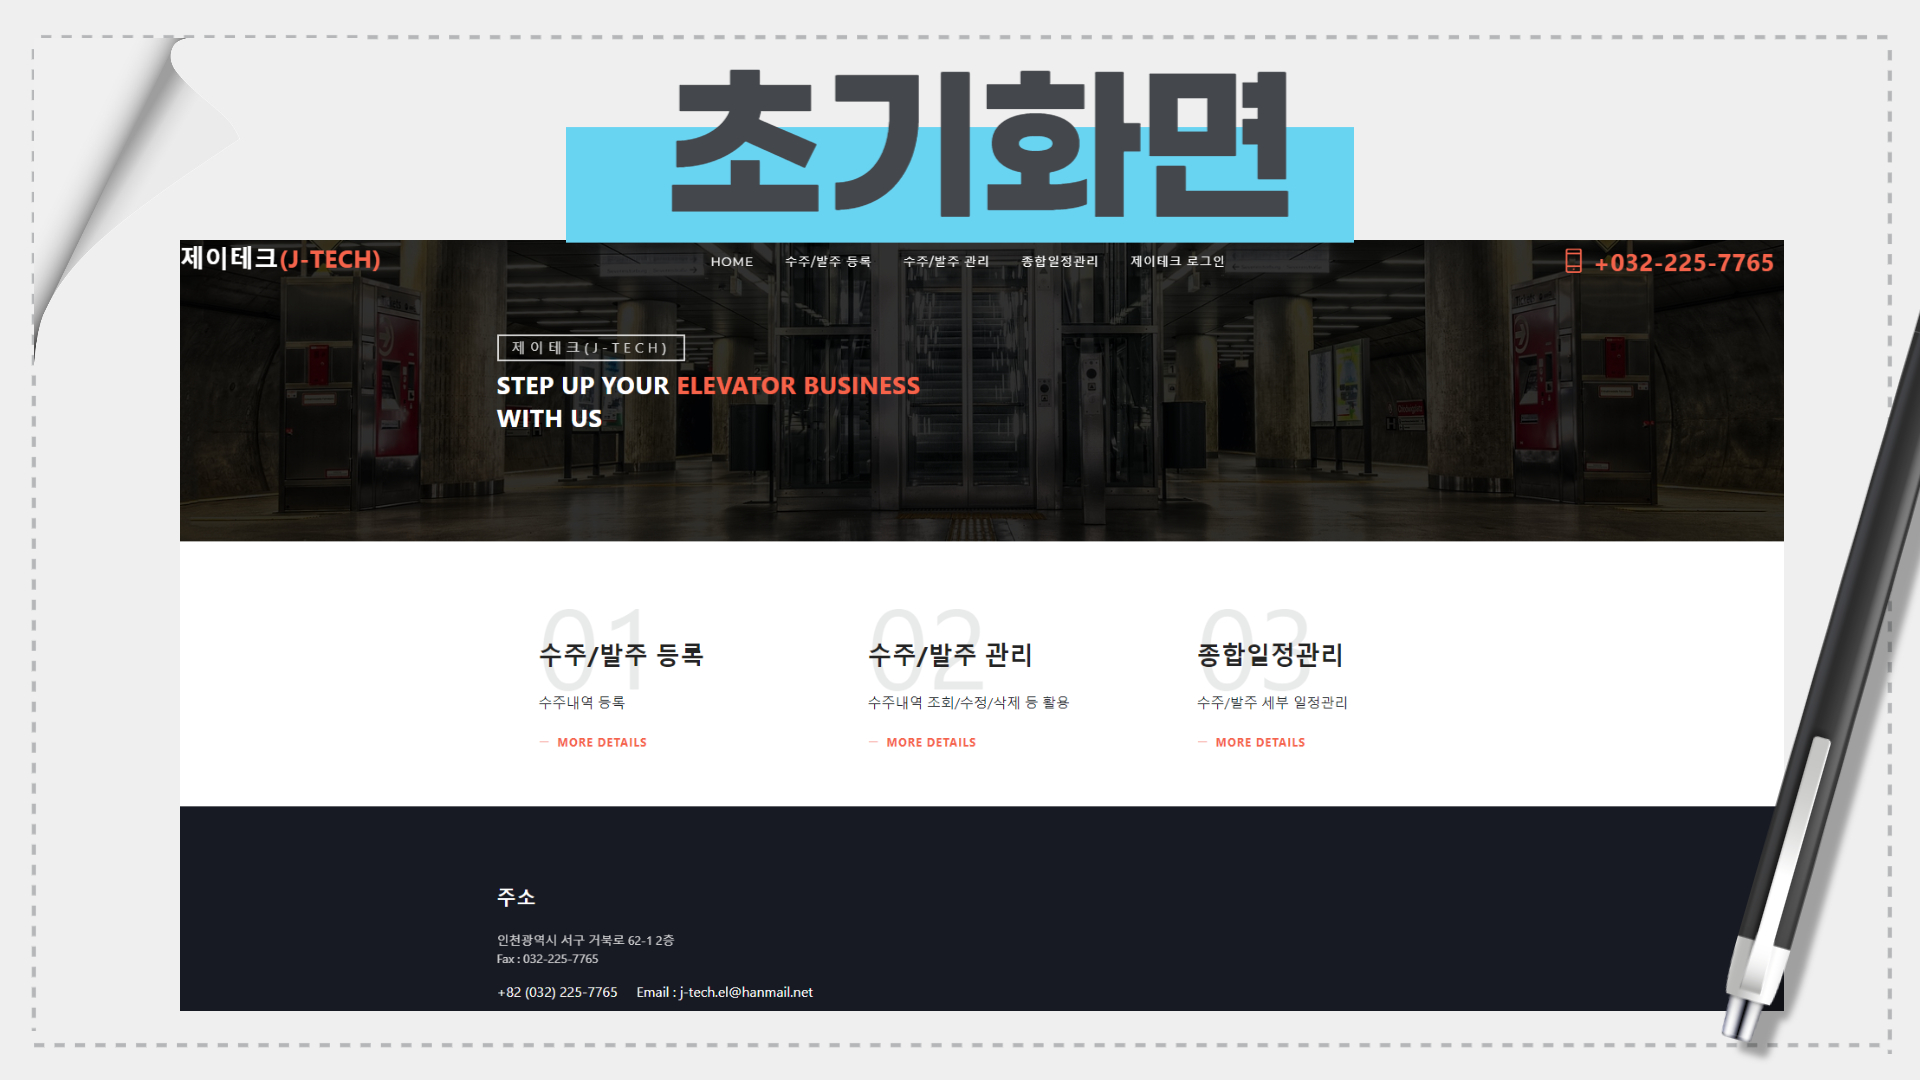 초기화면
제이테크(J-TECH)
HOME 수주/발주 등록 수주/발주 관리 종합일정관리 제이테크 로그인
+032-225-7765
제이테크(J-TECH)
STEP UP YOUR ELEVATOR BUSINESS
WITH US
01
수주/발주 등록
수주내역 등록
MORE DETAILS
02
수주/발주 관리
수주내역 조회/수정/삭제 등 활용
MORE DETAILS
03
종합일정관리
수주/발주 세부 일정관리
MORE DETAILS
주소
인천광역시 서구 거북로 62-1 2층
Fax : 032-225-7765
+82 (032) 225-7765 Email : j-tech.el@hanmail.net